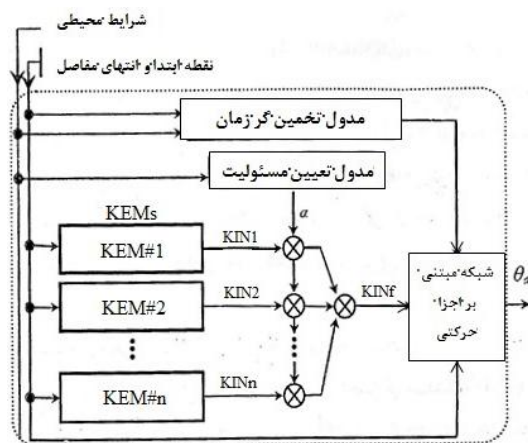 شرایط محیطی
نقطه ابتدا و انتهای مفاصل
مدول تخمین گر زمان
مدول تعیین مسئولیت
KEMs
α
KEM#1
KIN1
KEM#2
KIN2
KEM#n
KINn
KINf
شبکه مبتنی
بر اجزا
حرکتی